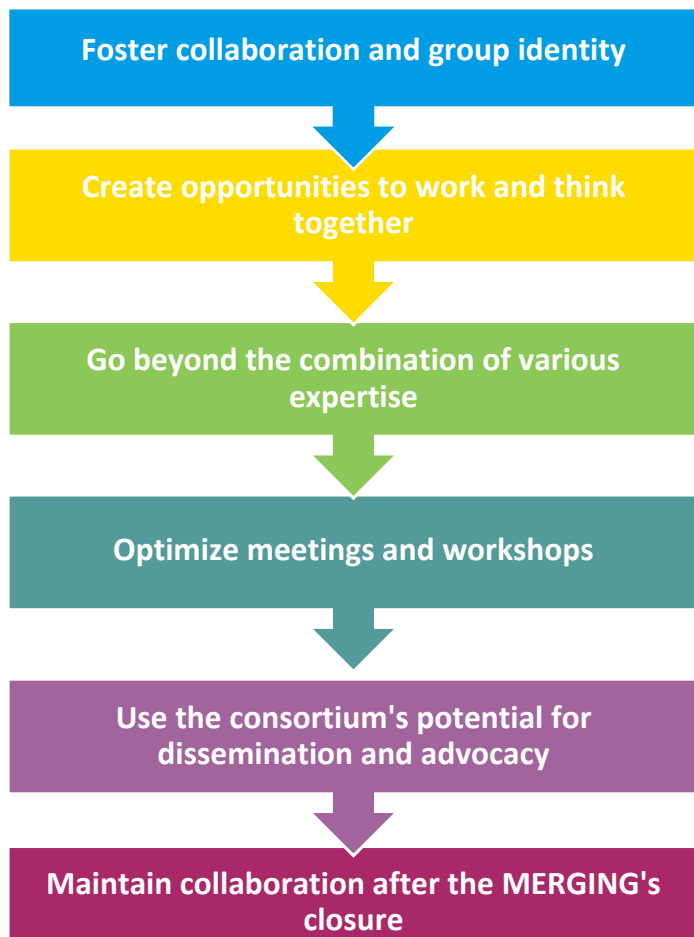 Foster collaboration and group identity
Create opportunities to work and think
together
Go beyond the combination of various
expertise
Optimize meetings and workshops
Use the consortium's potential for
dissemination and advocacy
Maintain collaboration after the MERGING's
closure